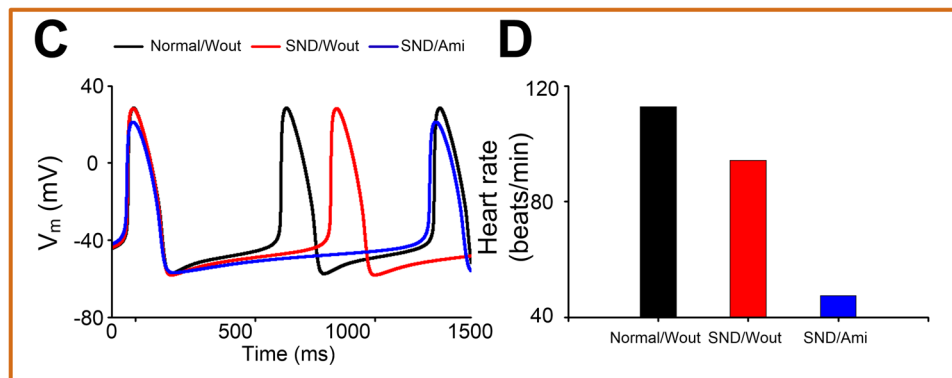 C
Normal/Wout SND/Wout SND/Ami
40
0
-40
-80
Vm (mV)
0 500 1000 1500
Time (ms)
D
120
80
40
Heart rate
(beats/min)
Normal/Wout SND/Wout SND/Ami